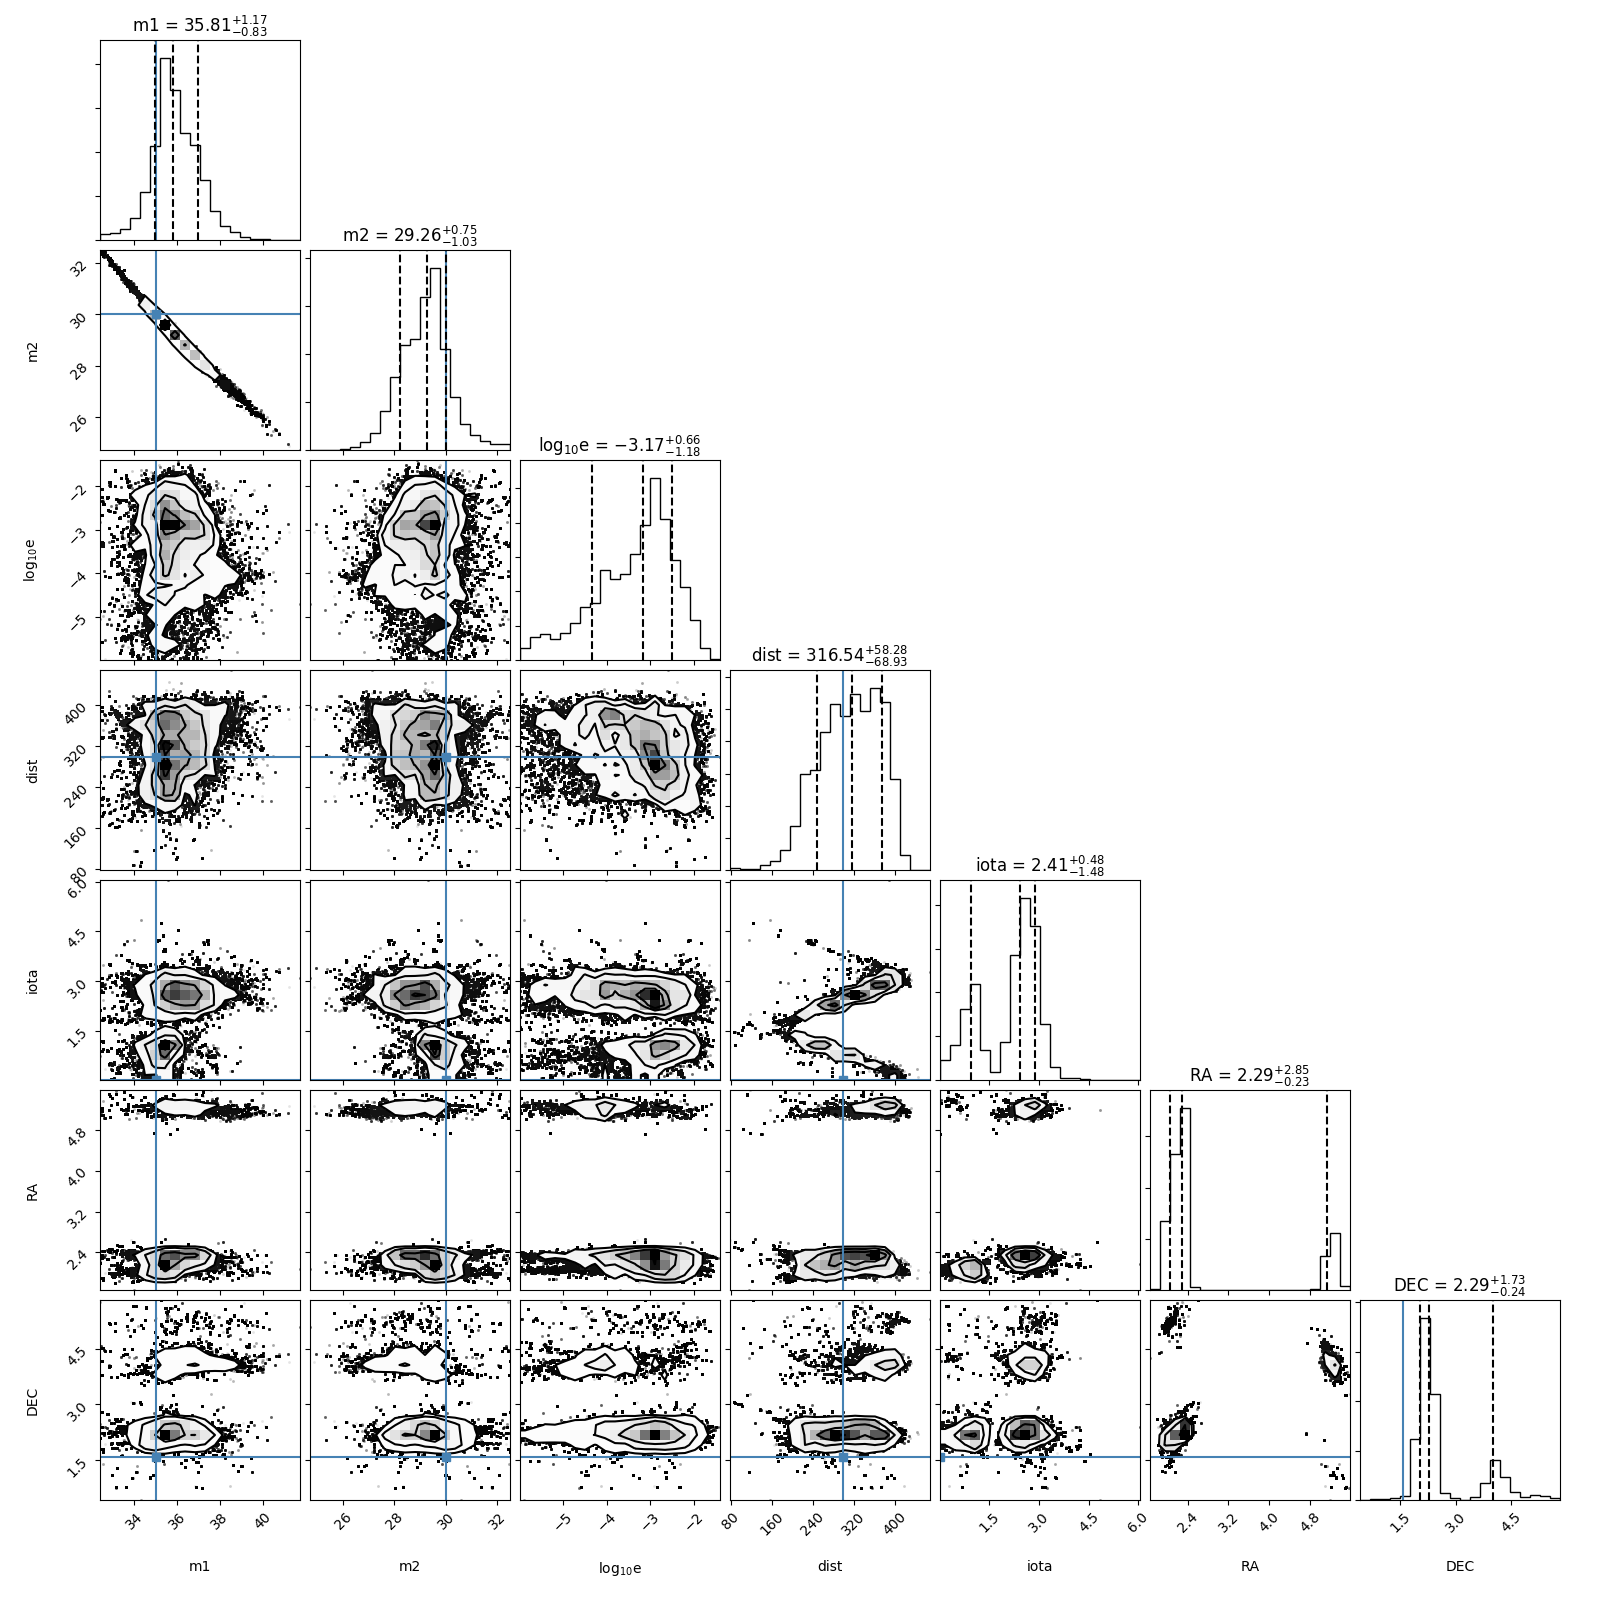 m1 = 35.81+1.17−0.83
m2 = 29.26+0.75−1.03
log10e = −3.17+0.66−1.18
dist = 316.54+58.28−68.93
iota = 2.41+0.48−1.48
RA = 2.29+2.85−0.23
DEC = 2.29+1.73−0.24
m2
32
30
28
26
log10e
−2
−3
−4
−5
dist
400
320
240
160
80
iota
6.0
4.5
3.0
1.5
RA
4.8
4.0
3.2
2.4
DEC
4.5
3.0
1.5
34 36 38 40
26 28 30 32
−5 −4 −3 −2
80 160 240 320 400
1.5 3.0 4.5 6.0
2.4 3.2 4.0 4.8
1.5 3.0 4.5
m1 m2 log10e dist iota RA DEC